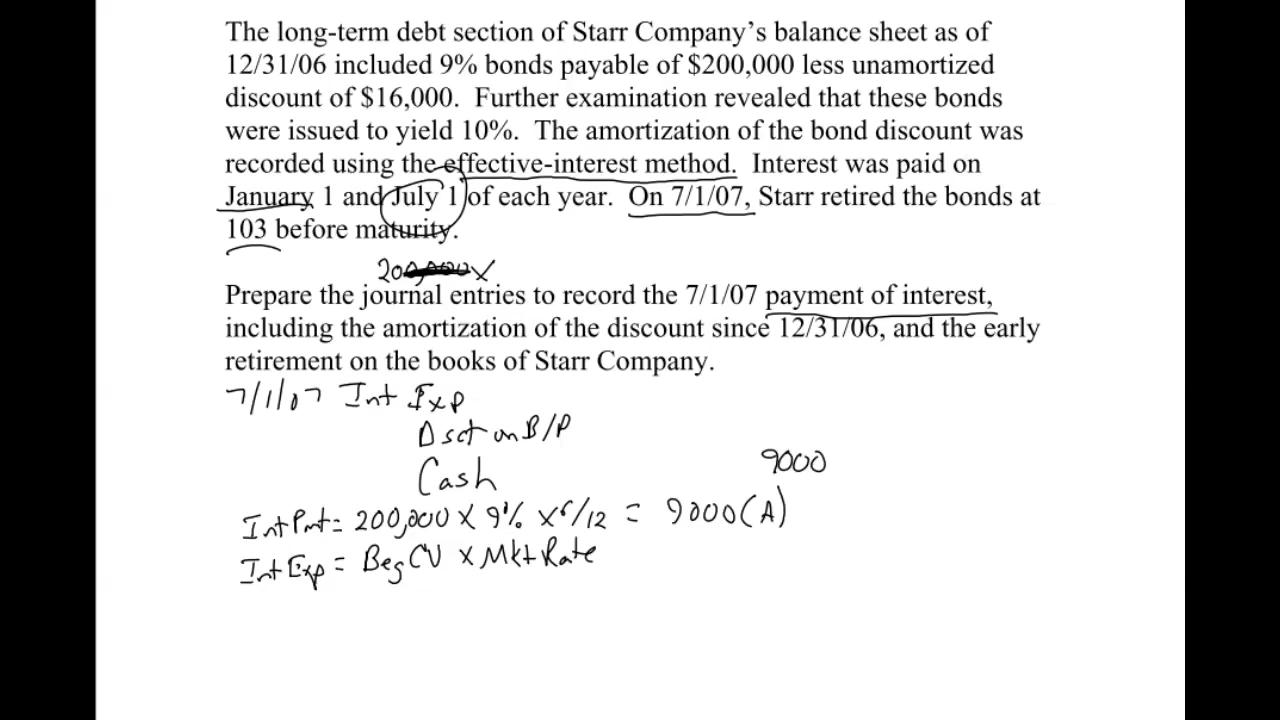 The long-term debt section of Starr Company's balance sheet as of
12/31/06 included 9% bonds payable of $200,000 less unamortized
discount of $16,000.  Further examination revealed that these bonds
were issued to yield 10%.  The amortization of the bond discount was
recorded using the effective-interest method.  Interest was paid on
January 1 and July 1 of each year.  On 7/1/07, Starr retired the bonds at
103 before maturity.
200,000 x
Prepare the journal entries to record the 7/1/07 payment of interest,
including the amortization of the discount since 12/31/06, and the early
retirement on the books of Starr Company.
7/1/07 Int Exp
Dsct on B/P
Cash 9000
Int Pmt = 200,000 x 9% x 6/12 = 9000 (A)
Int Exp = Beg CV x Mkt Rate